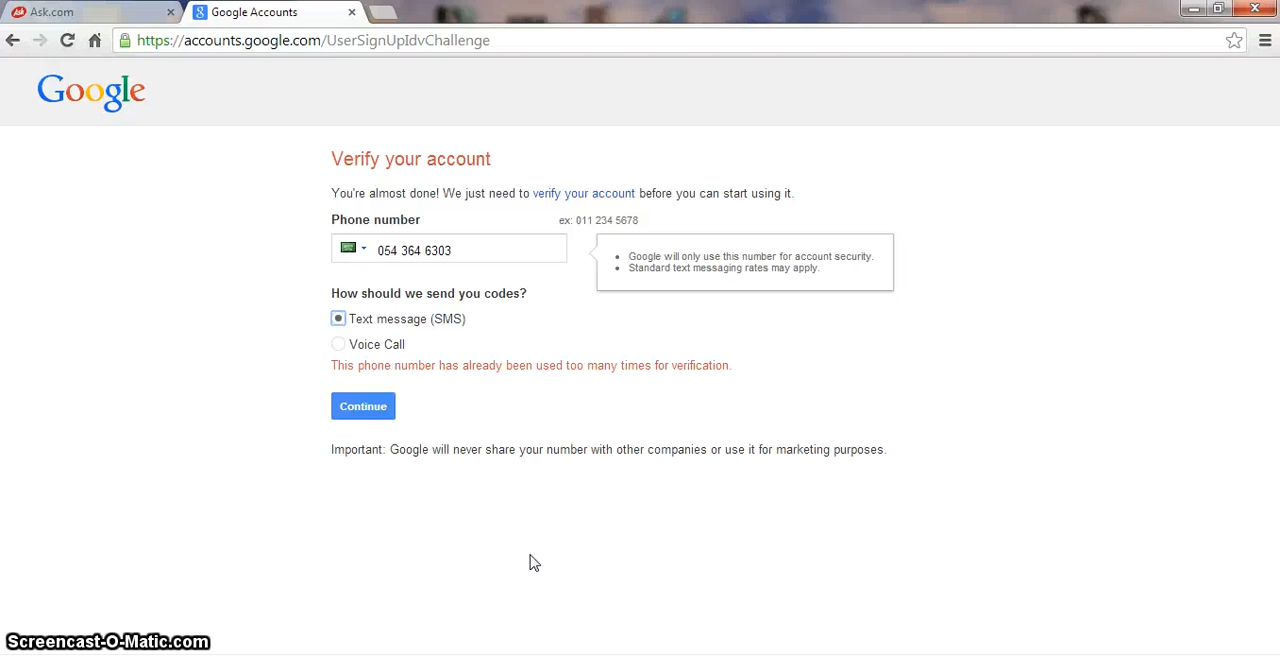 Ask.com
Google Accounts
https://accounts.google.com/UserSignUpIdvChallenge
Google
Verify your account
You're almost done! We just need to verify your account before you can start using it.
Phone number
ex: 011 234 5678
054 364 6303
Google will only use this number for account security.
Standard text messaging rates may apply.
How should we send you codes?
Text message (SMS)
Voice Call
This phone number has already been used too many times for verification.
Continue
Important: Google will never share your number with other companies or use it for marketing purposes.
Screencast-O-Matic.com